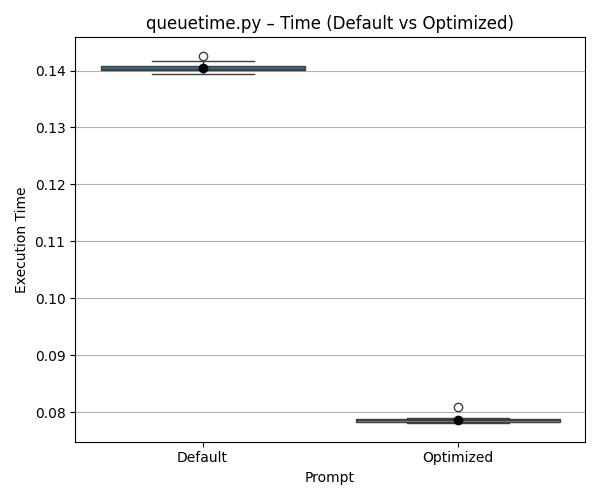 queuetime.py – Time (Default vs Optimized)
0.14
0.13
0.12
0.11
0.10
0.09
0.08
Execution Time
Default
Optimized
Prompt